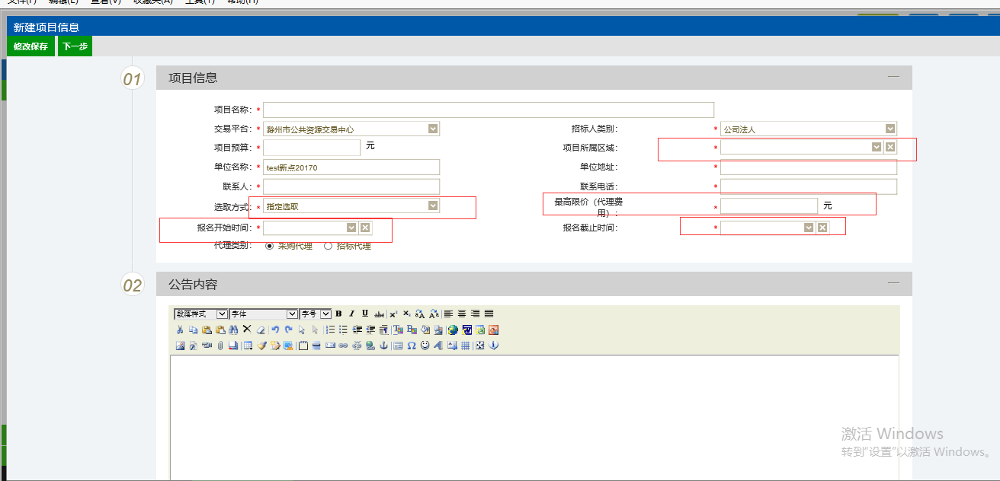 文件(F) 编辑(E) 查看(V) 收藏夹(A) 工具(T) 帮助(H)
新建项目信息
修改保存 下一步
01 项目信息
项目名称： *
交易平台： * 滁州市公共资源交易中心 招标人类别： * 公司法人
项目预算： * 元 项目所属区域： *
单位名称： * test新点20170 单位地址： *
联系人： * 联系电话： *
选取方式： * 指定选取 最高限价（代理费
用）： * 元
报名开始时间： * 报名截止时间： *
代理类别： 采购代理 招标代理
02 公告内容
段落样式 字体 字号
激活 Windows
转到“设置”以激活 Windows。